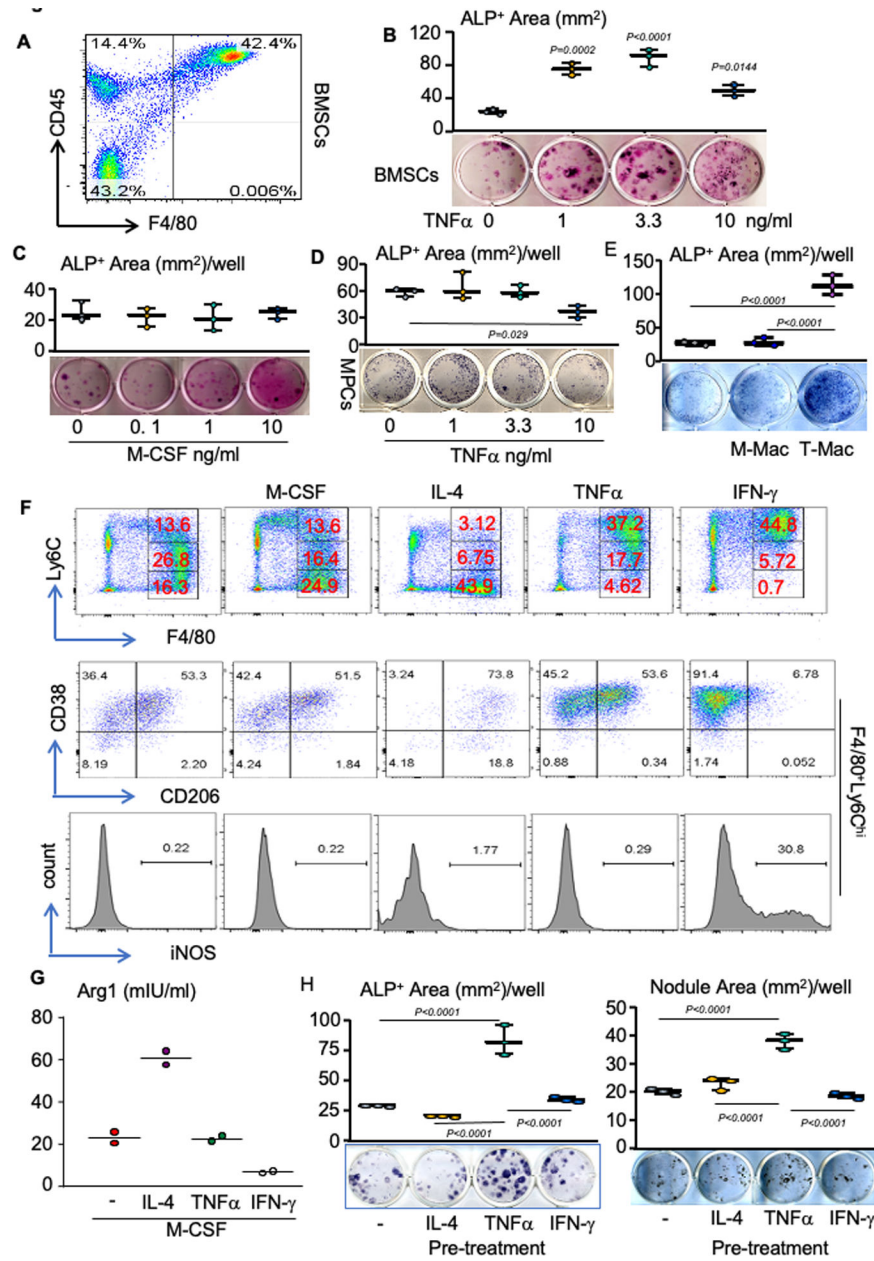 A
14.4%
42.4%
43.2%
0.006%
CD45
F4/80
BMSCs
B
ALP⁺ Area (mm²)
120
80
40
0
P=0.0002
P<0.0001
P=0.0144
BMSCs
TNFα 0 1 3.3 10 ng/ml
C
ALP⁺ Area (mm²)/well
40
20
0
0 0. 1 1 10
M-CSF ng/ml
D
ALP⁺ Area (mm²)/well
90
60
30
0
P=0.029
MPCs
0 1 3.3 10
TNFα ng/ml
E
ALP⁺ Area (mm²)/well
150
100
50
0
P<0.0001
P<0.0001
M-Mac T-Mac
F
M-CSF IL-4 TNFα IFN-γ
Ly6C
13.6 13.6 3.12 37.2 44.8
26.8 16.4 6.75 17.7 5.72
16.3 24.9 43.9 4.62 0.7
F4/80
CD38
36.4 53.3 42.4 51.5 3.24 73.8 45.2 53.6 91.4 6.78
8.19 2.20 4.24 1.84 4.18 18.8 0.88 0.34 1.74 0.052
CD206
F4/80⁺Ly6Cʰⁱ
count
0.22 0.22 1.77 0.29 30.8
iNOS
G
Arg1 (mIU/ml)
80
60
40
20
0
- IL-4 TNFα IFN-γ
M-CSF
H
ALP⁺ Area (mm²)/well
100
75
50
25
0
P<0.0001
P<0.0001
P<0.0001
- IL-4 TNFα IFN-γ
Pre-treatment
Nodule Area (mm²)/well
50
40
30
20
10
0
P<0.0001
P<0.0001
P<0.0001
- IL-4 TNFα IFN-γ
Pre-treatment